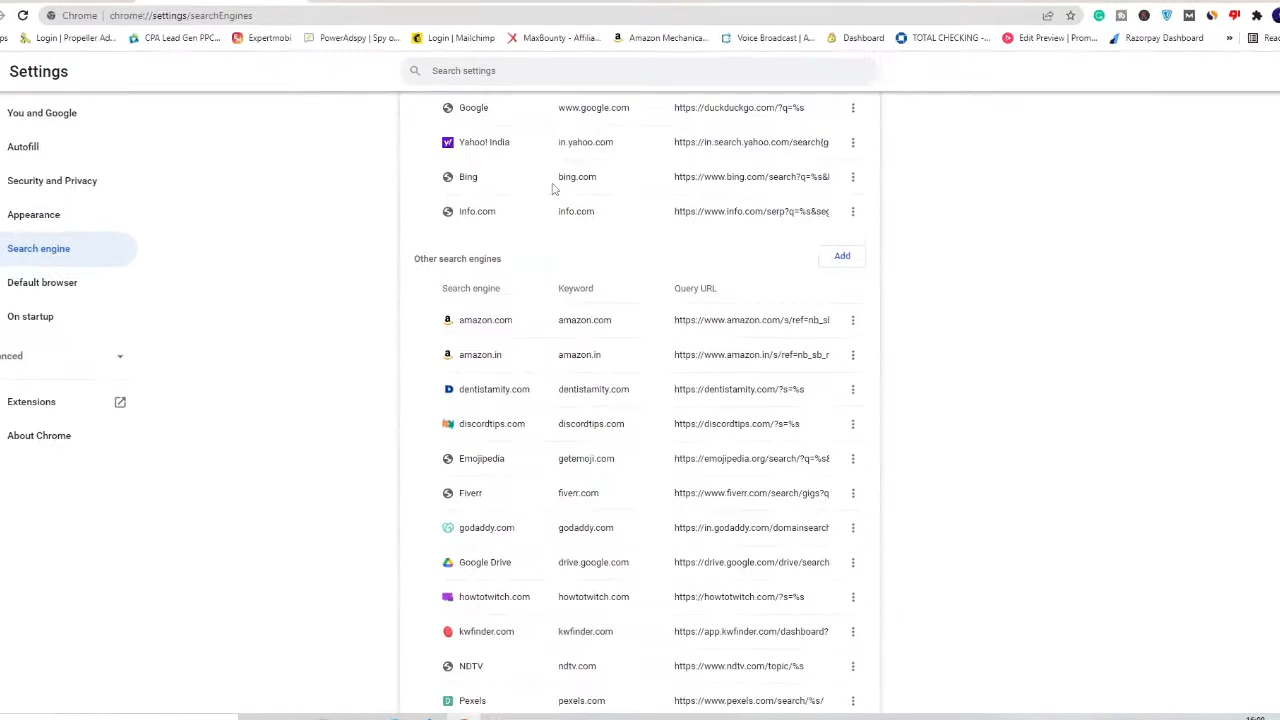 Chrome | chrome://settings/searchEngines
ps Login | Propeller Ad... CPA Lead Gen PPC... Expertmobi PowerAdspy | Spy o... Login | Mailchimp MaxBounty - Affilia... Amazon Mechanica... Voice Broadcast | A... Dashboard TOTAL CHECKING -... Edit Preview | Prom... Razorpay Dashboard » Rea
Settings
Search settings
You and Google
Autofill
Security and Privacy
Appearance
Search engine
Default browser
On startup
nced
Extensions
About Chrome
Google www.google.com https://duckduckgo.com/?q=%s
Yahoo! India in.yahoo.com https://in.search.yahoo.com/search{g
Bing bing.com https://www.bing.com/search?q=%s&
Info.com info.com https://www.info.com/serp?q=%s&seg
Other search engines Add
Search engine Keyword Query URL
amazon.com amazon.com https://www.amazon.com/s/ref=nb_sl
amazon.in amazon.in https://www.amazon.in/s/ref=nb_sb_r
dentistamity.com dentistamity.com https://dentistamity.com/?s=%s
discordtips.com discordtips.com https://discordtips.com/?s=%s
Emojipedia getemoji.com https://emojipedia.org/search/?q=%s&
Fiverr fiverr.com https://www.fiverr.com/search/gigs?q
godaddy.com godaddy.com https://in.godaddy.com/domainsearch
Google Drive drive.google.com https://drive.google.com/drive/search
howtotwitch.com howtotwitch.com https://howtotwitch.com/?s=%s
kwfinder.com kwfinder.com https://app.kwfinder.com/dashboard?
NDTV ndtv.com https://www.ndtv.com/topic/%s
Pexels pexels.com https://www.pexels.com/search/%s/